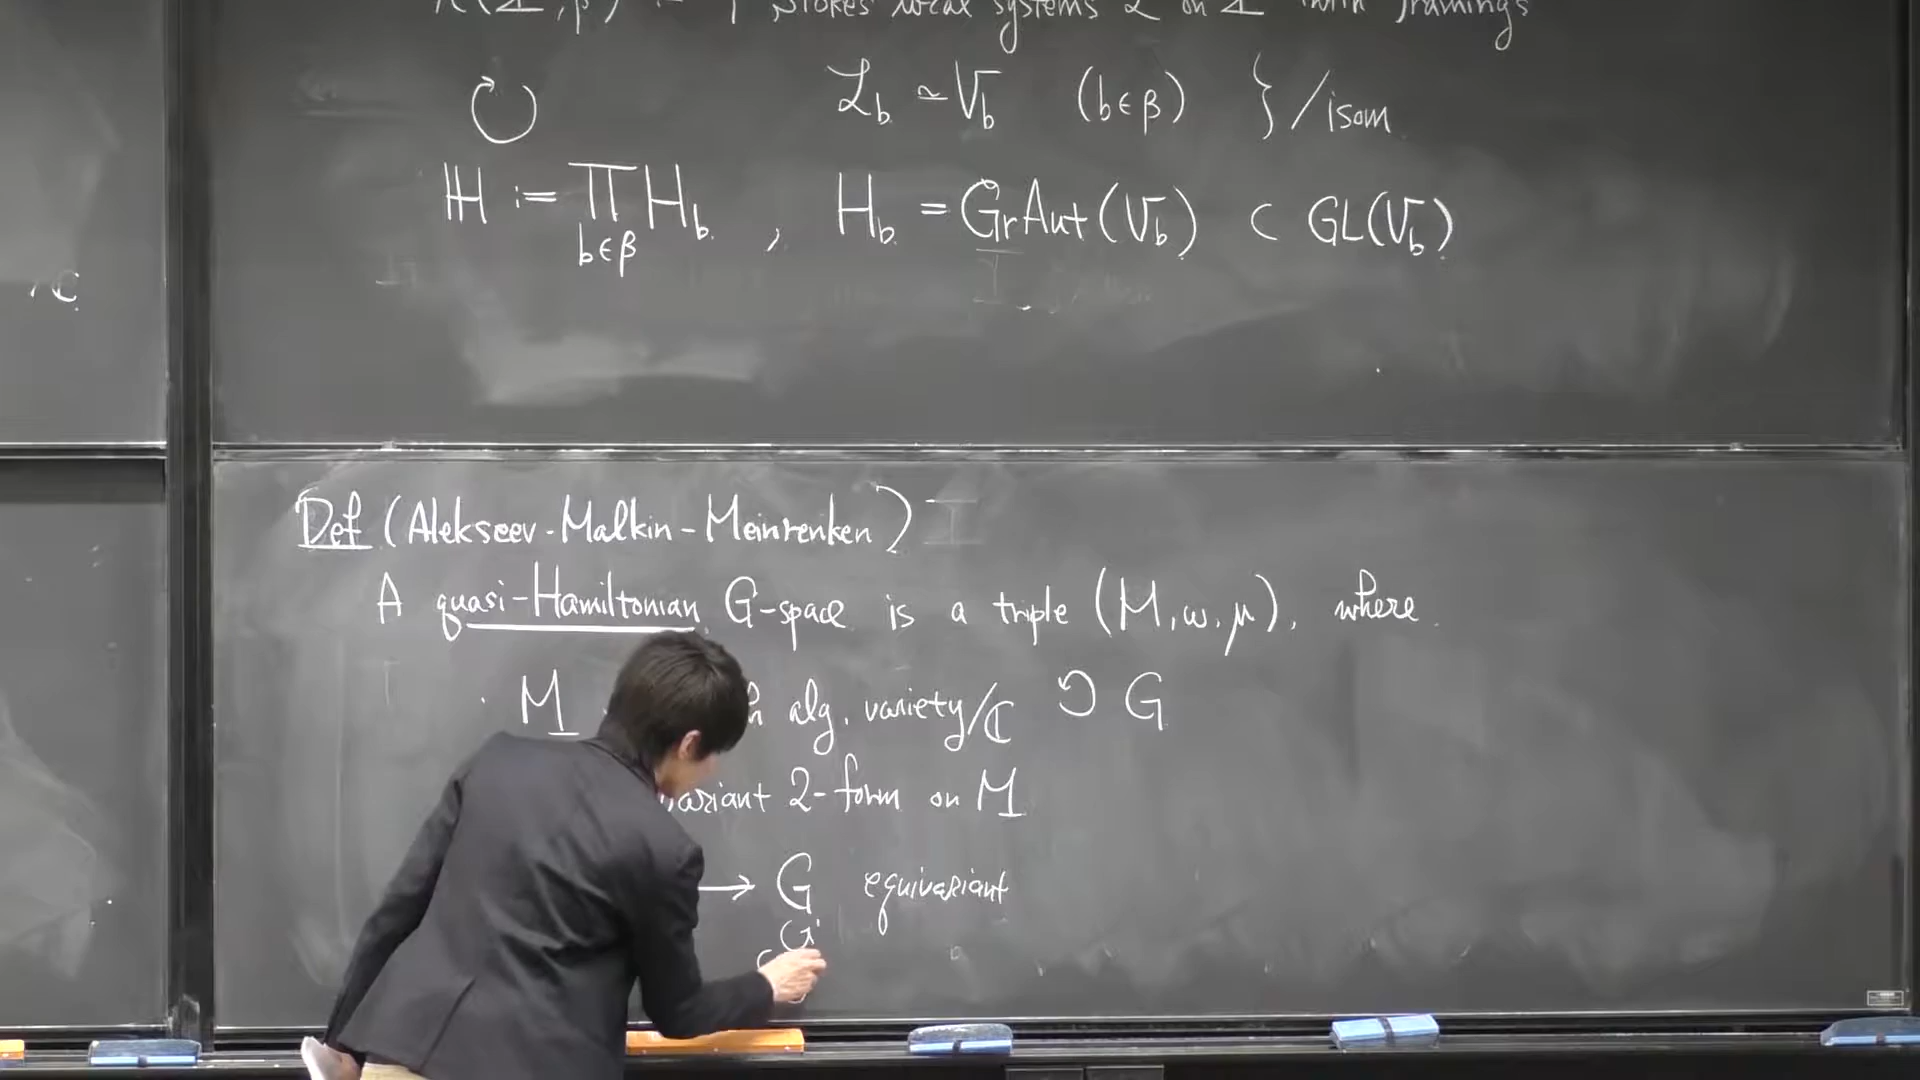 Stokes local systems ℒ on Σ with framings
ℒ_b ≃ V_b (b∈β) } / isom
ℍ := ∏_{b∈β} H_b , H_b = GrAut(V_b) ⊂ GL(V_b)
Def (Alekseev-Malkin-Meinrenken)
A quasi-Hamiltonian G-space is a triple (M, ω, μ), where
· M alg. variety/ℂ ↺ G
2-form on M
→ G equivariant